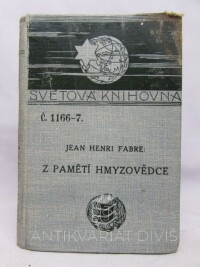 SVĚTOVÁ KNIHOVNA
Č. 1166-7.
JEAN HENRI FABRE:
Z PAMĚTÍ HMYZOVĚDCE
ANTIKVARIÁT DIVIŠ